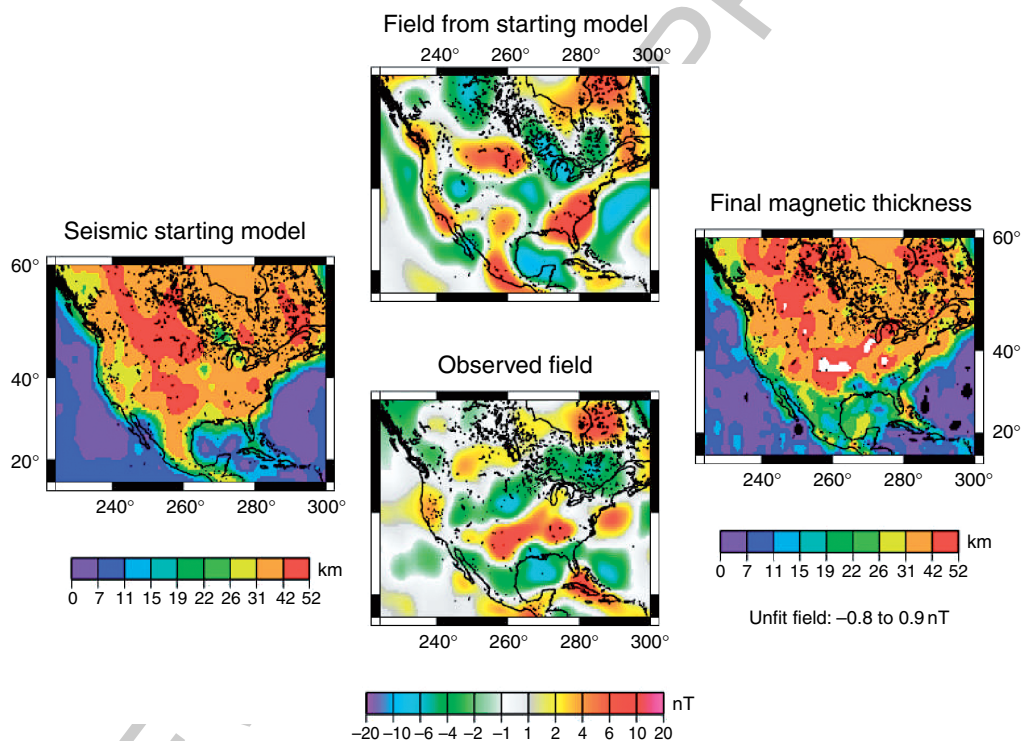 Field from starting model
240° 260° 280° 300°
Seismic starting model
60°
40°
20°
240° 260° 280° 300°
km
0 7 11 15 19 22 26 31 42 52
Final magnetic thickness
60°
40°
20°
240° 260° 280° 300°
km
0 7 11 15 19 22 26 31 42 52
Unfit field: –0.8 to 0.9 nT
Observed field
240° 260° 280° 300°
nT
–20 –10 –6 –4 –2 –1 1 2 4 6 10 20